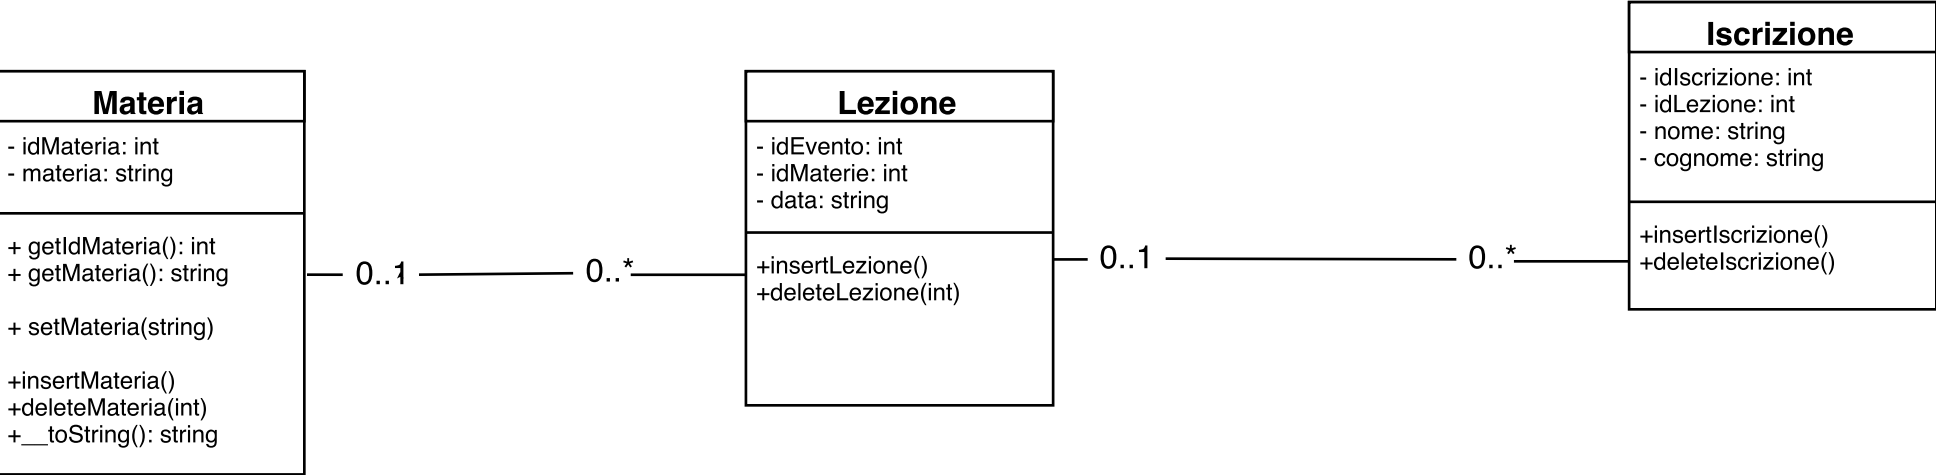 Materia
- idMateria: int
- materia: string
+ getIdMateria(): int
+ getMateria(): string
+ setMateria(string)
+insertMateria()
+deleteMateria(int)
+__toString(): string
0..1
0..*
Lezione
- idEvento: int
- idMaterie: int
- data: string
+insertLezione()
+deleteLezione(int)
0..1
0..*
Iscrizione
- idIscrizione: int
- idLezione: int
- nome: string
- cognome: string
+insertIscrizione()
+deleteIscrizione()